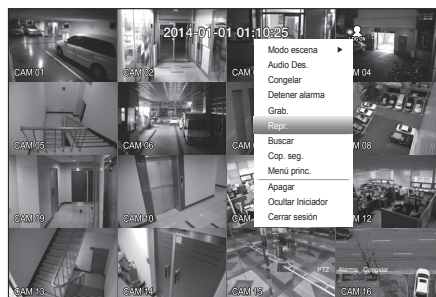 2014-01-01 01:10:25
CAM 01
CAM 02
CAM
CAM 04
Modo escena
Audio Des.
Congelar
Detener alarma
Grab.
Repr.
Buscar
Cop. seg.
Menú princ.
Apagar
Ocultar Iniciador
Cerrar sesión
CAM 05
CAM 06
CAM 08
CAM 09
CAM 10
CAM 12
CAM 13
CAM 14
CAM 15
PTZ Alarma Congelar
CAM 16